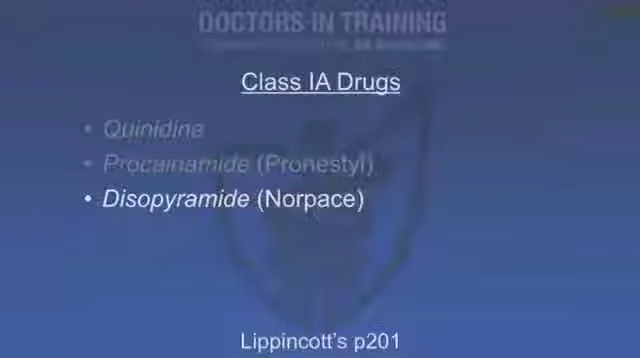 DOCTORS IN TRAINING
Class IA Drugs
• Quinidine
• Procainamide (Pronestyl)
• Disopyramide (Norpace)
Lippincott's p201